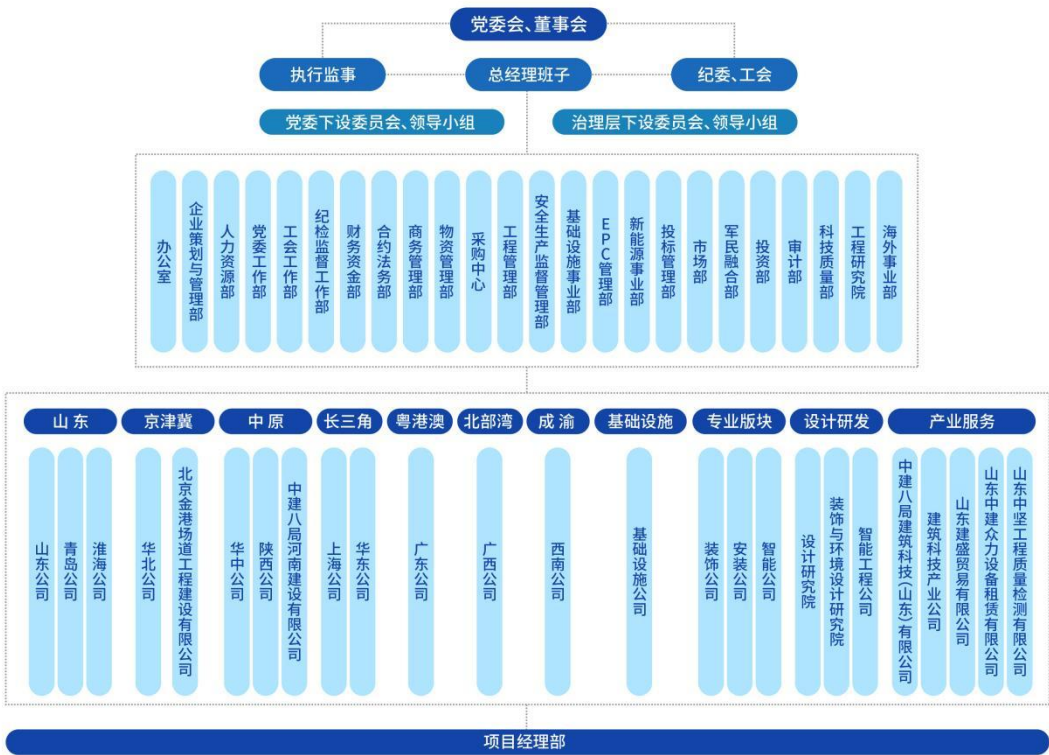 党委会、董事会
执行监事
总经理班子
纪委、工会
党委下设委员会、领导小组
治理层下设委员会、领导小组
办公室
企业策划与管理部
人力资源部
党委工作部
工会工作部
纪检监督工作部
财务资金部
合约法务部
商务管理部
物资管理部
采购中心
工程管理部
安全生产监督管理部
基础设施事业部
EPC管理部
新能源事业部
投标管理部
市场部
军民融合部
投资部
审计部
科技质量部
工程研究院
海外事业部
山东
京津冀
中原
长三角
粤港澳
北部湾
成渝
基础设施
专业版块
设计研发
产业服务
山东公司
青岛公司
淮海公司
华北公司
北京金港场道工程建设有限公司
华中公司
陕西公司
中建八局河南建设有限公司
上海公司
华东公司
广东公司
广西公司
西南公司
基础设施公司
装饰公司
安装公司
智能公司
设计研究院
装饰与环境设计研究院
智能工程公司
中建八局建筑科技(山东)有限公司
建筑科技产业公司
山东建盛贸易有限公司
山东中建众力设备租赁有限公司
山东中坚工程质量检测有限公司
项目经理部